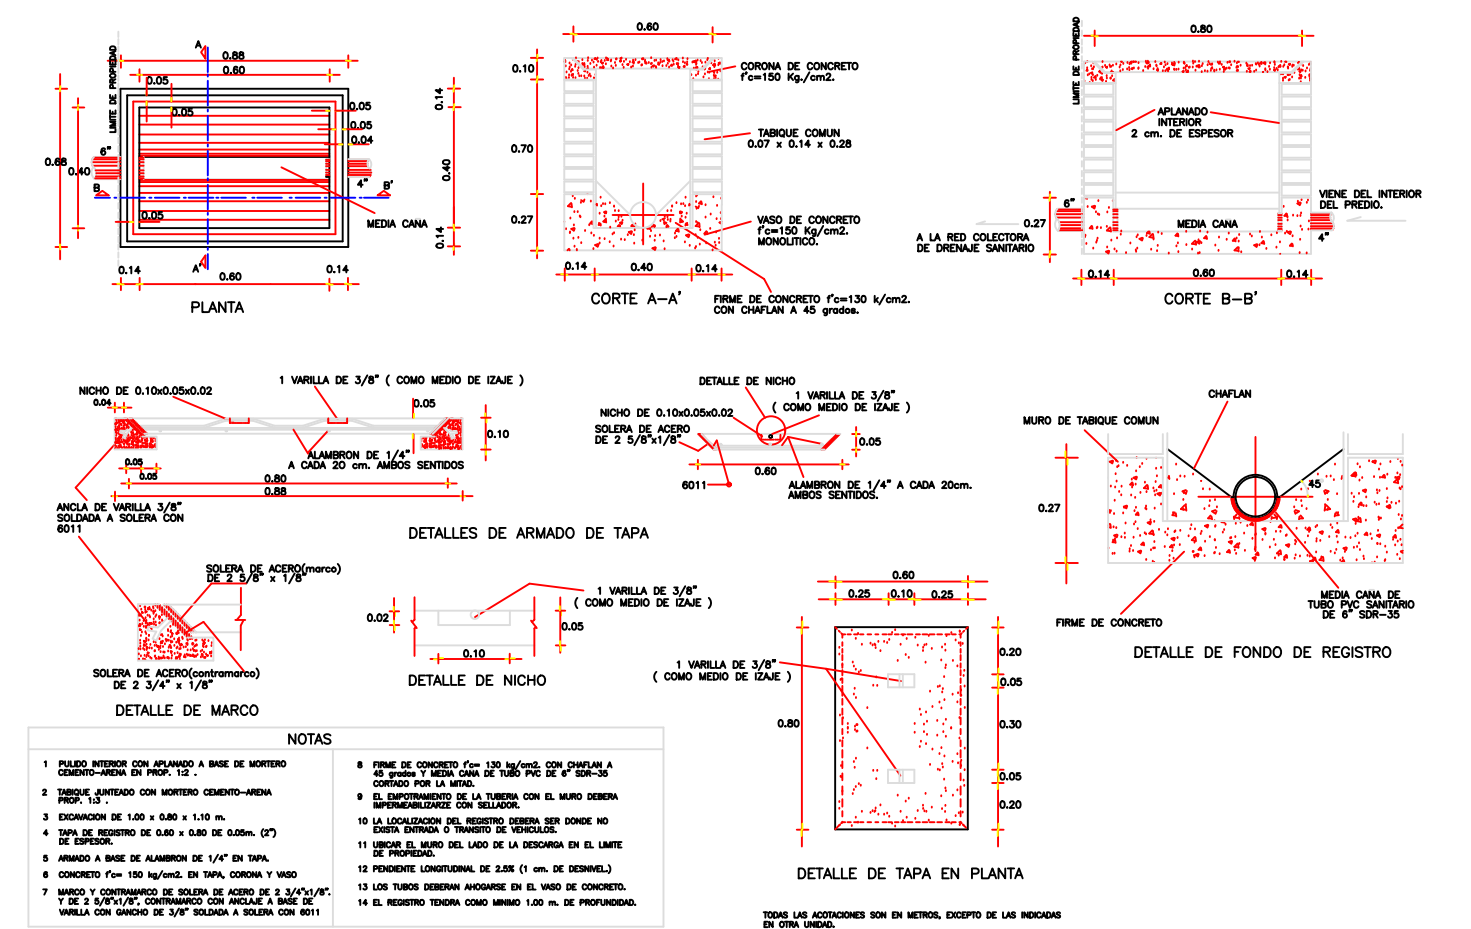 LIMITE DE PROPIEDAD
A
0.88
0.60
0.05
0.05
0.05
0.05
0.04
0.14
0.40
0.14
0.68
0.40
6"
4"
B
B'
0.05
MEDIA CANA
A'
0.14
0.60
0.14
PLANTA
0.60
0.10
0.70
0.27
CORONA DE CONCRETO
f'c=150 Kg./cm2.
TABIQUE COMUN
0.07 x 0.14 x 0.28
VASO DE CONCRETO
f'c=150 Kg/cm2.
MONOLITICO.
0.14
0.40
0.14
FIRME DE CONCRETO f'c=130 k/cm2.
CON CHAFLAN A 45 grados.
CORTE A-A'
LIMITE DE PROPIEDAD
0.80
APLANADO
INTERIOR
2 cm. DE ESPESOR
VIENE DEL INTERIOR
DEL PREDIO.
6"
0.27
MEDIA CANA
4"
A LA RED COLECTORA
DE DRENAJE SANITARIO
0.14
0.60
0.14
CORTE B-B'
NICHO DE 0.10x0.05x0.02
1 VARILLA DE 3/8" ( COMO MEDIO DE IZAJE )
0.04
0.05
0.10
ALAMBRON DE 1/4"
A CADA 20 cm. AMBOS SENTIDOS
0.05
0.05
0.80
0.88
ANCLA DE VARILLA 3/8"
SOLDADA A SOLERA CON
6011
DETALLE DE NICHO
1 VARILLA DE 3/8"
( COMO MEDIO DE IZAJE )
NICHO DE 0.10x0.05x0.02
SOLERA DE ACERO
DE 2 5/8"x1/8"
0.05
0.60
6011
ALAMBRON DE 1/4" A CADA 20cm.
AMBOS SENTIDOS.
DETALLES DE ARMADO DE TAPA
CHAFLAN
MURO DE TABIQUE COMUN
45
0.27
MEDIA CANA DE
TUBO PVC SANITARIO
DE 6" SDR-35
FIRME DE CONCRETO
DETALLE DE FONDO DE REGISTRO
SOLERA DE ACERO(marco)
DE 2 5/8" x 1/8"
SOLERA DE ACERO(contramarco)
DE 2 3/4" x 1/8"
DETALLE DE MARCO
1 VARILLA DE 3/8"
( COMO MEDIO DE IZAJE )
0.02
0.05
0.10
DETALLE DE NICHO
0.60
0.25
0.10
0.25
1 VARILLA DE 3/8"
( COMO MEDIO DE IZAJE )
0.80
0.20
0.05
0.30
0.05
0.20
DETALLE DE TAPA EN PLANTA
NOTAS
1 PULIDO INTERIOR CON APLANADO A BASE DE MORTERO
CEMENTO-ARENA EN PROP. 1:2 .
2 TABIQUE JUNTEADO CON MORTERO CEMENTO-ARENA
PROP. 1:3 .
3 EXCAVACION DE 1.00 x 0.80 x 1.10 m.
4 TAPA DE REGISTRO DE 0.60 x 0.80 DE 0.05m. (2")
DE ESPESOR.
5 ARMADO A BASE DE ALAMBRON DE 1/4" EN TAPA.
6 CONCRETO f'c= 150 kg/cm2. EN TAPA, CORONA Y VASO
7 MARCO Y CONTRAMARCO DE SOLERA DE ACERO DE 2 3/4"x1/8".
Y DE 2 5/8"x1/8", CONTRAMARCO CON ANCLAJE A BASE DE
VARILLA CON GANCHO DE 3/8" SOLDADA A SOLERA CON 6011
8 FIRME DE CONCRETO f'c= 130 kg/cm2. CON CHAFLAN A
45 grados Y MEDIA CANA DE TUBO PVC DE 6" SDR-35
CORTADO POR LA MITAD.
9 EL EMPOTRAMIENTO DE LA TUBERIA CON EL MURO DEBERA
IMPERMEABILIZARZE CON SELLADOR.
10 LA LOCALIZACION DEL REGISTRO DEBERA SER DONDE NO
EXISTA ENTRADA O TRANSITO DE VEHICULOS.
11 UBICAR EL MURO DEL LADO DE LA DESCARGA EN EL LIMITE
DE PROPIEDAD.
12 PENDIENTE LONGITUDINAL DE 2.5% (1 cm. DE DESNIVEL.)
13 LOS TUBOS DEBERAN AHOGARSE EN EL VASO DE CONCRETO.
14 EL REGISTRO TENDRA COMO MINIMO 1.00 m. DE PROFUNDIDAD.
TODAS LAS ACOTACIONES SON EN METROS, EXCEPTO DE LAS INDICADAS
EN OTRA UNIDAD.